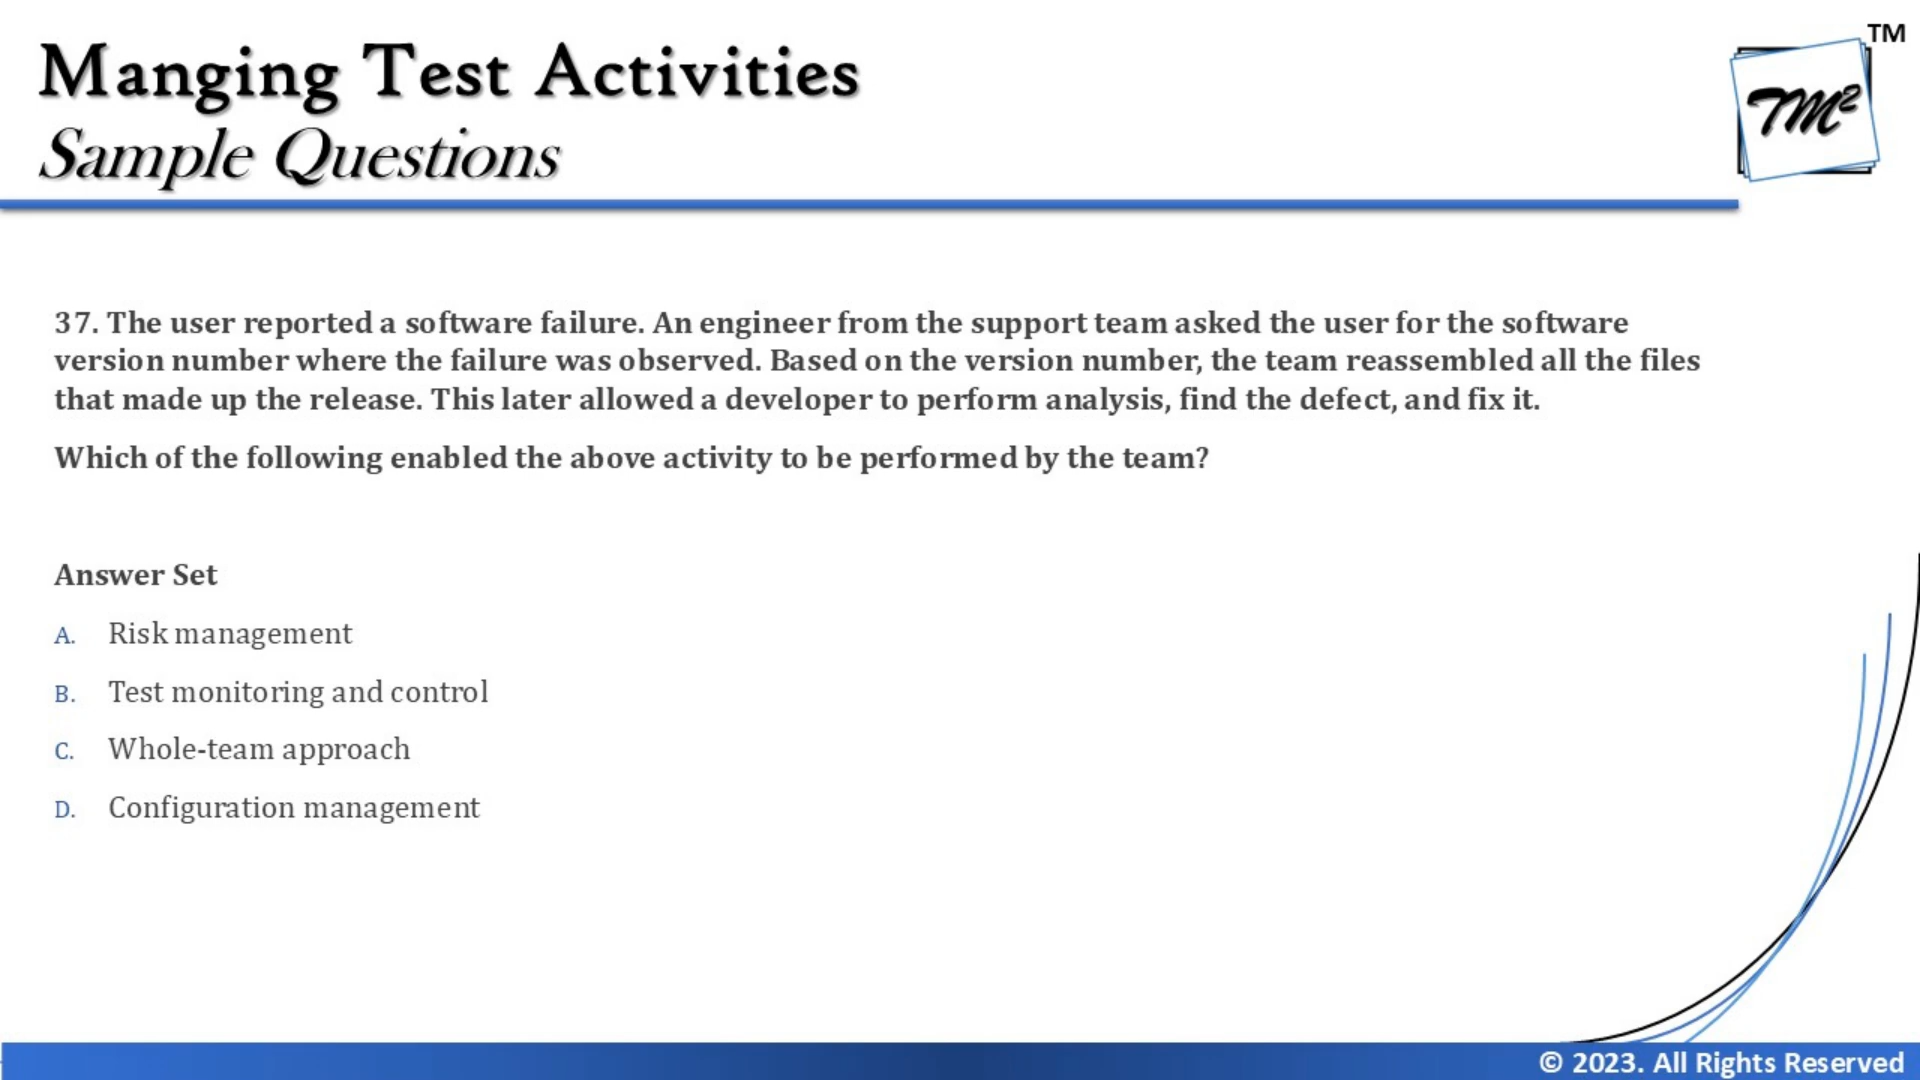 Manging Test Activities
Sample Questions
TM
TM²
37. The user reported a software failure. An engineer from the support team asked the user for the software
version number where the failure was observed. Based on the version number, the team reassembled all the files
that made up the release. This later allowed a developer to perform analysis, find the defect, and fix it.
Which of the following enabled the above activity to be performed by the team?
Answer Set
A. Risk management
B. Test monitoring and control
C. Whole-team approach
D. Configuration management
© 2023. All Rights Reserved